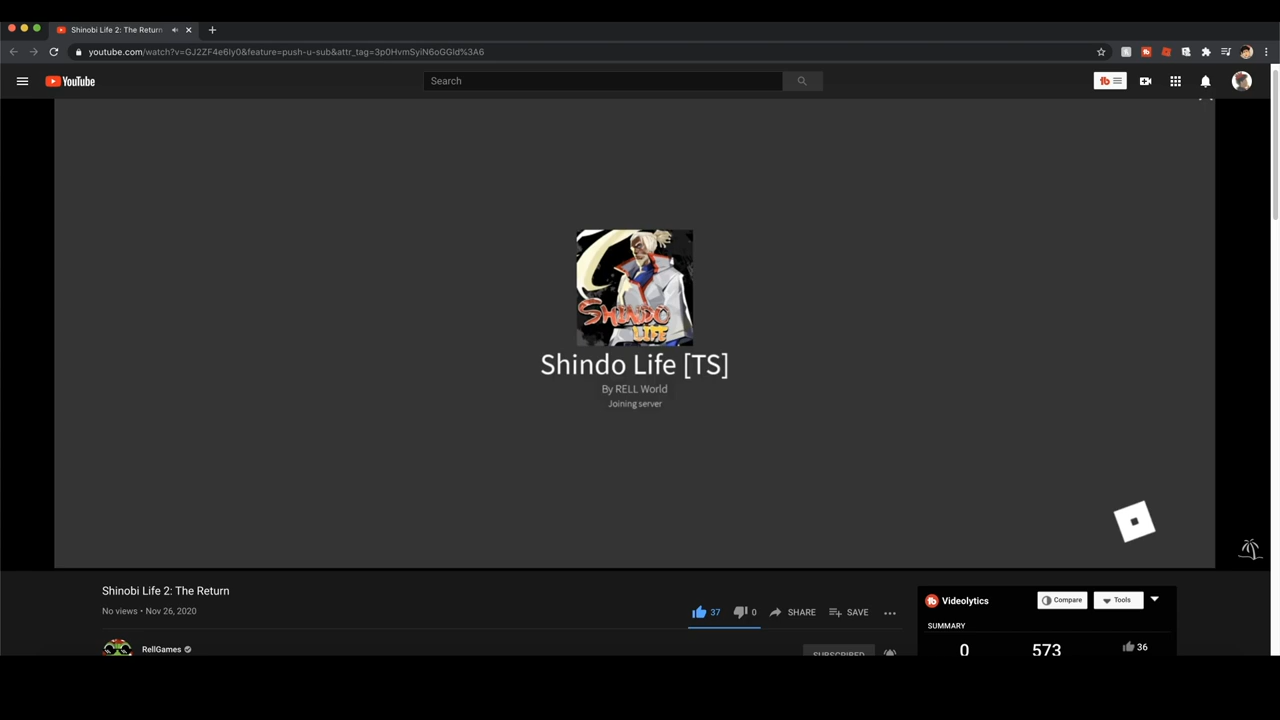 Shinobi Life 2: The Return
youtube.com/watch?v=GJ2ZF4e6Iy0&feature=push-u-sub&attr_tag=3p0HvmSyiN6oGGld%3A6
YouTube
Search
SHINDO
LIFE
Shindo Life [TS]
By RELL World
Joining server
Shinobi Life 2: The Return
No views • Nov 26, 2020
37
0
SHARE
SAVE
RellGames
SUBSCRIBED
Videolytics
Compare
Tools
SUMMARY
0
573
36